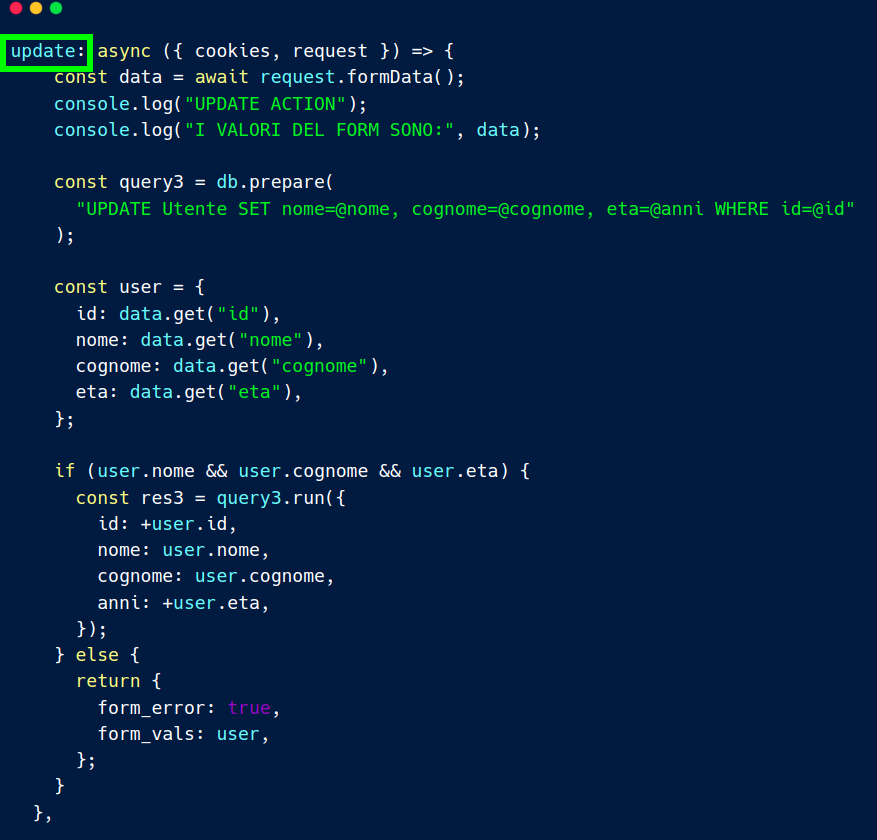 update: async ({ cookies, request }) => {
    const data = await request.formData();
    console.log("UPDATE ACTION");
    console.log("I VALORI DEL FORM SONO:", data);

    const query3 = db.prepare(
      "UPDATE Utente SET nome=@nome, cognome=@cognome, eta=@anni WHERE id=@id"
    );

    const user = {
      id: data.get("id"),
      nome: data.get("nome"),
      cognome: data.get("cognome"),
      eta: data.get("eta"),
    };

    if (user.nome && user.cognome && user.eta) {
      const res3 = query3.run({
        id: +user.id,
        nome: user.nome,
        cognome: user.cognome,
        anni: +user.eta,
      });
    } else {
      return {
        form_error: true,
        form_vals: user,
      };
    }
  },